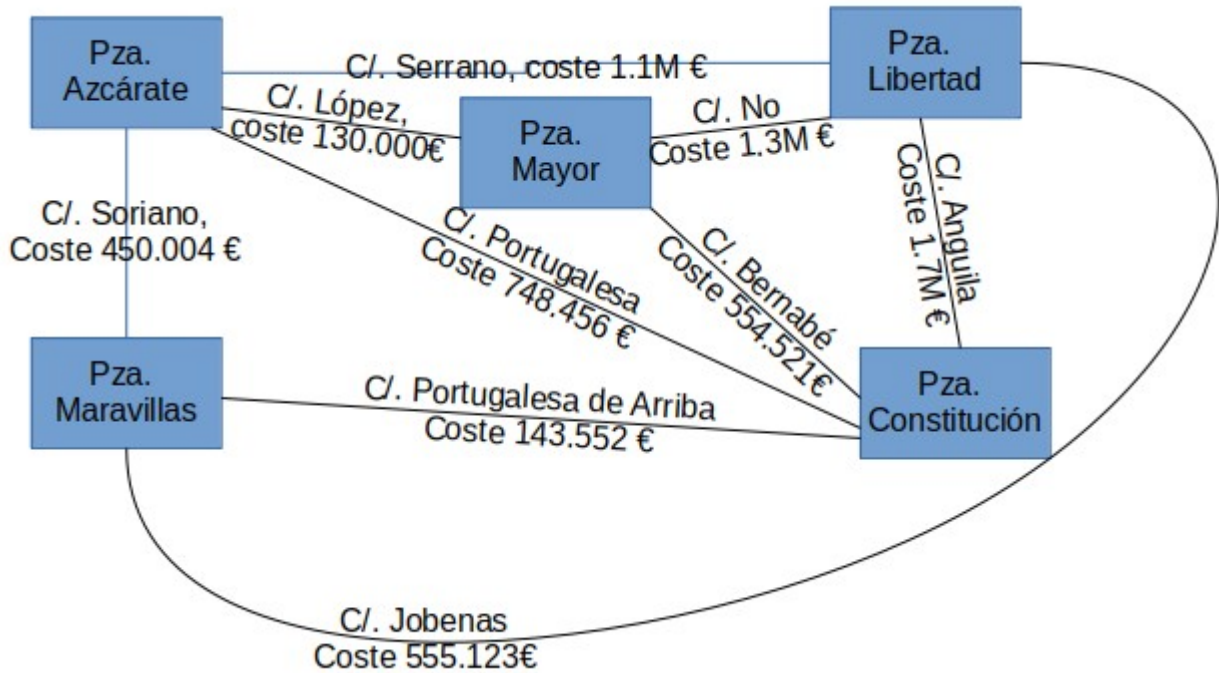 Pza.
Azcárate
C/. Serrano, coste 1.1M €
Pza.
Libertad
C/. López,
coste 130.000€
Pza.
Mayor
C/. No
Coste 1.3M €
C/. Anguila
Coste 1.7M €
C/. Soriano,
Coste 450.004 €
C/. Portugalesa
Coste 748.456 €
C/. Bernabé
Coste 554.521€
Pza.
Maravillas
C/. Portugalesa de Arriba
Coste 143.552 €
Pza.
Constitución
C/. Jobenas
Coste 555.123€